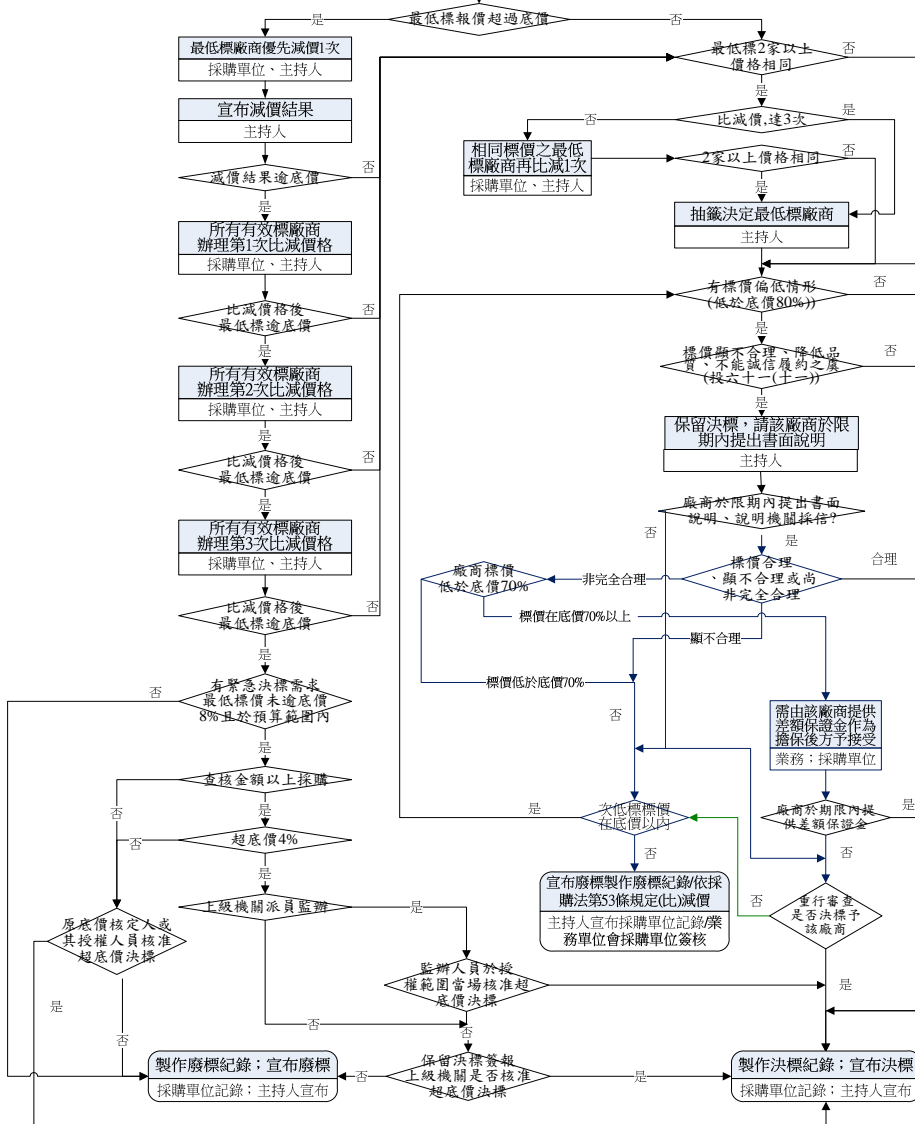 最低標報價超過底價
是
否
最低標廠商優先減價1次
採購單位、主持人
宣布減價結果
主持人
減價結果逾底價
否
是
所有有效標廠商
辦理第1次比減價格
採購單位、主持人
比減價格後
最低標逾底價
否
是
所有有效標廠商
辦理第2次比減價格
採購單位、主持人
比減價格後
最低標逾底價
否
是
所有有效標廠商
辦理第3次比減價格
採購單位、主持人
比減價格後
最低標逾底價
否
是
有緊急決標需求
最低標價未逾底價
8%且於預算範圍內
否
是
查核金額以上採購
否
是
超底價4%
否
是
上級機關派員監辦
是
否
原底價核定人或
其授權人員核准
超底價決標
是
否
監辦人員於授
權範圍當場核准超
底價決標
是
否
保留決標簽報
上級機關是否核准
超底價決標
否
是
製作廢標紀錄；宣布廢標
採購單位記錄；主持人宣布
最低標2家以上
價格相同
否
是
比減價,達3次
否
是
相同標價之最低
標廠商再比減1次
採購單位、主持人
2家以上價格相同
否
是
抽籤決定最低標廠商
主持人
有標價偏低情形
(低於底價80%))
否
是
標價顯不合理、降低品
質、不能誠信履約之虞
(投六十一(十一))
否
是
保留決標，請該廠商於限
期內提出書面說明
主持人
廠商於限期內提出書面
說明、說明機關採信?
否
是
標價合理
、顯不合理或尚
非完全合理
合理
非完全合理
廠商標價
低於底價70%
標價在底價70%以上
顯不合理
標價低於底價70%
否
需由該廠商提供
差額保證金作為
擔保後方予接受
業務；採購單位
廠商於期限內提
供差額保證金
是
否
次低標標價
在底價以內
是
否
宣布廢標製作廢標紀錄/依採
購法第53條規定(比)減價
主持人宣布採購單位記錄/業
務單位會採購單位簽核
重行審查
是否決標予
該廠商
否
是
製作決標紀錄；宣布決標
採購單位記錄；主持人宣布